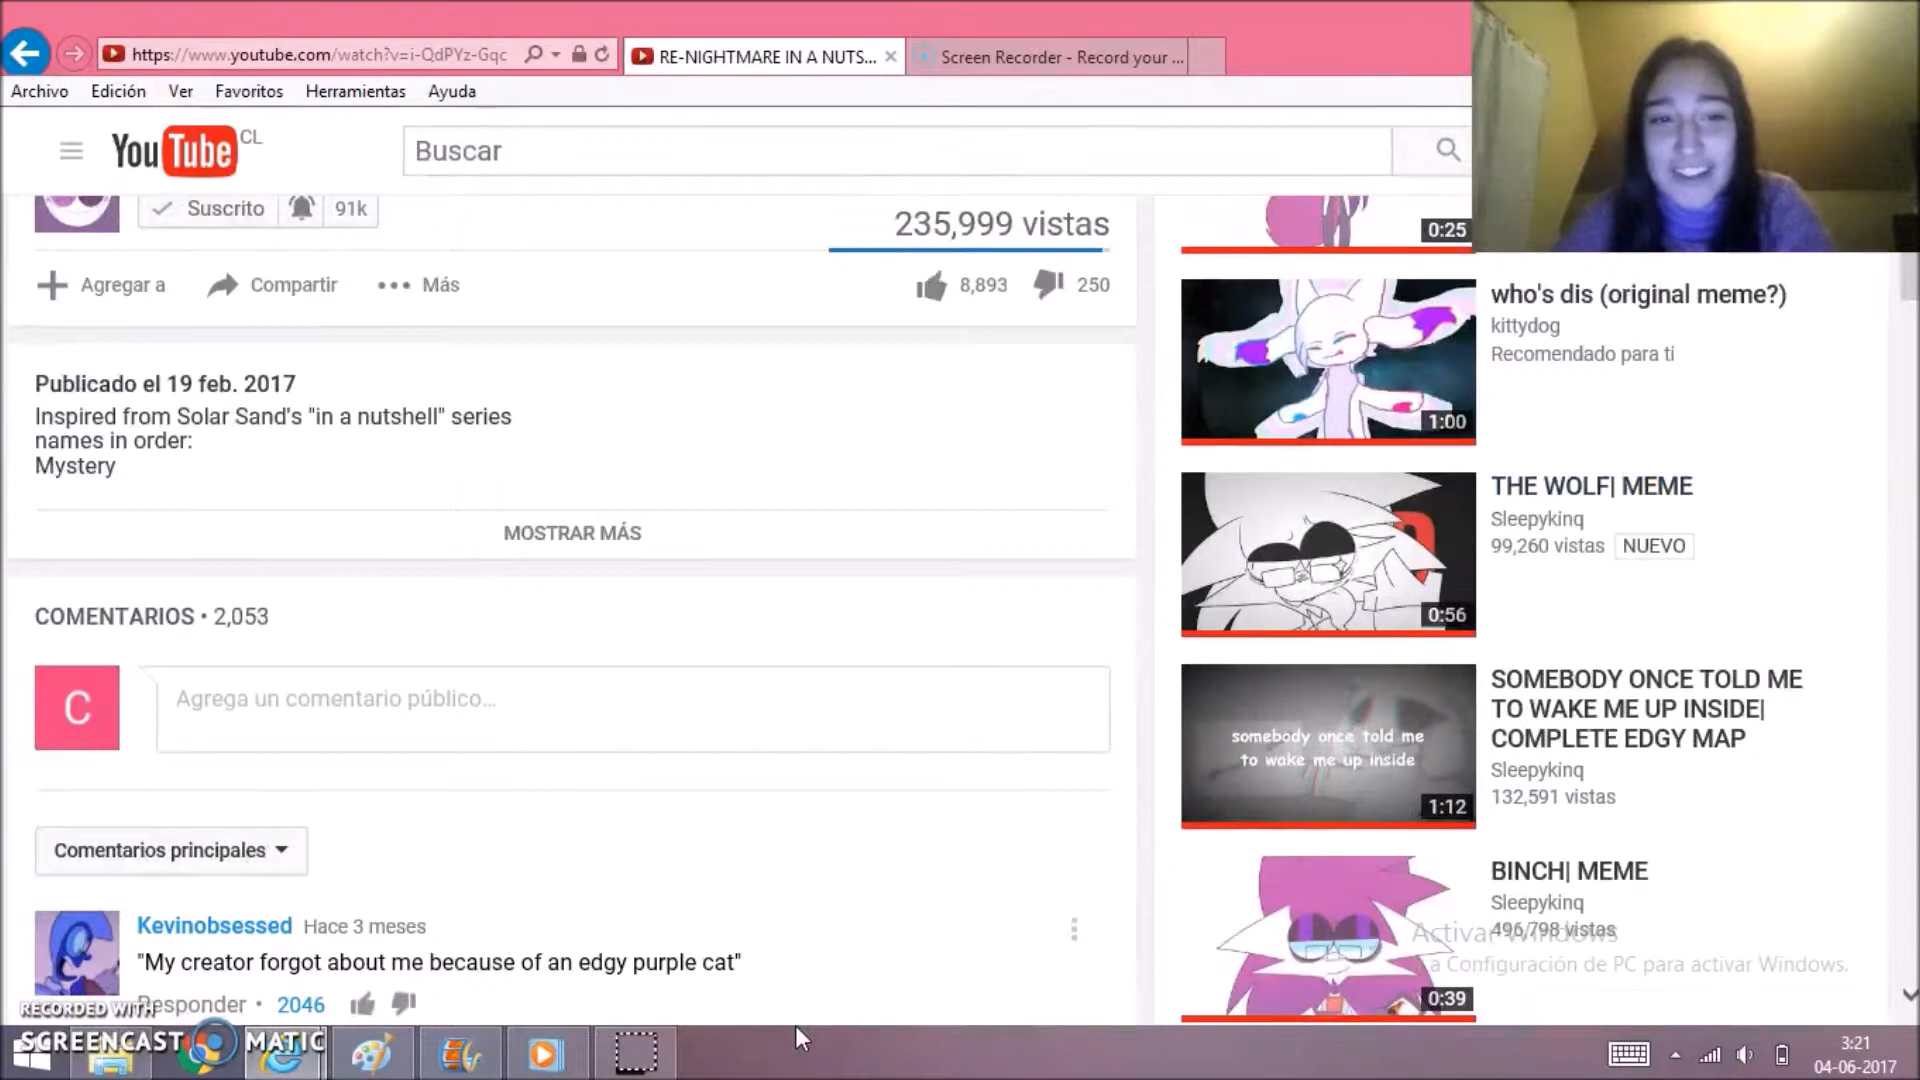 https://www.youtube.com/watch?v=i-QdPYz-Gqc
RE-NIGHTMARE IN A NUTS...
Screen Recorder - Record your ...
Archivo Edición Ver Favoritos Herramientas Ayuda
YouTube CL
Buscar
Suscrito 91k
235,999 vistas
Agregar a Compartir Más
8,893 250
Publicado el 19 feb. 2017
Inspired from Solar Sand's "in a nutshell" series
names in order:
Mystery
MOSTRAR MÁS
COMENTARIOS • 2,053
C
Agrega un comentario público...
Comentarios principales
Kevinobsessed Hace 3 meses
"My creator forgot about me because of an edgy purple cat"
Responder • 2046
0:25
1:00
who's dis (original meme?)
kittydog
Recomendado para ti
0:56
THE WOLF| MEME
Sleepykinq
99,260 vistas NUEVO
somebody once told me
to wake me up inside
1:12
SOMEBODY ONCE TOLD ME
TO WAKE ME UP INSIDE|
COMPLETE EDGY MAP
Sleepykinq
132,591 vistas
0:39
BINCH| MEME
Sleepykinq
496,798 vistas
Activar Windows
a Configuración de PC para activar Windows.
RECORDED WITH
SCREENCAST MATIC
3:21
04-06-2017